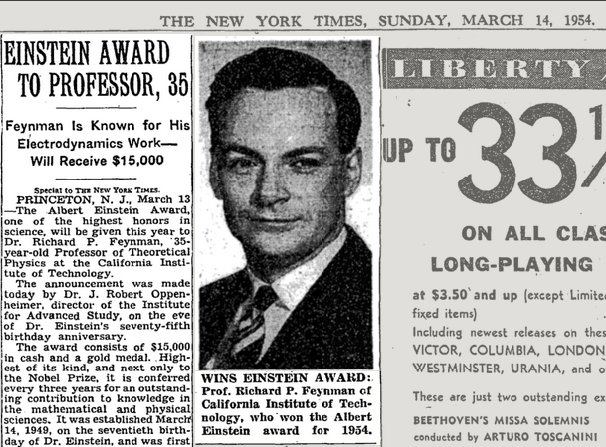 THE NEW YORK TIMES, SUNDAY, MARCH 14, 1954.
EINSTEIN AWARD
TO PROFESSOR, 35
Feynman Is Known for His
Electrodynamics Work—
Will Receive $15,000
Special to THE NEW YORK TIMES.
PRINCETON, N. J., March 13
—The Albert Einstein Award,
one of the highest honors in
science, will be given this year to
Dr. Richard P. Feynman, 35-
year-old Professor of Theoretical
Physics at the California Insti-
tute of Technology.
The announcement was made
today by Dr. J. Robert Oppen-
heimer, director of the Institute
for Advanced Study, on the eve
of Dr. Einstein's seventy-fifth
birthday anniversary.
The award consists of $15,000
in cash and a gold medal. High-
est of its kind, and next only to
the Nobel Prize, it is conferred
every three years for an outstand-
ing contribution to knowledge in
the mathematical and physical
sciences. It was established March
14, 1949, on the seventieth birth-
day of Dr. Einstein, and was first
WINS EINSTEIN AWARD:
Prof. Richard P. Feynman of
California Institute of Tech-
nology, who won the Albert
Einstein award for 1954.
LIBERTY
UP TO 33
ON ALL CLAS
LONG-PLAYING
at $3.50 and up (except Limite
fixed items)
Including newest releases on thes
VICTOR, COLUMBIA, LONDON
WESTMINSTER, URANIA, and o
These are just two outstanding ex
BEETHOVEN'S MISSA SOLEMNIS
conducted by ARTURO TOSCANINI